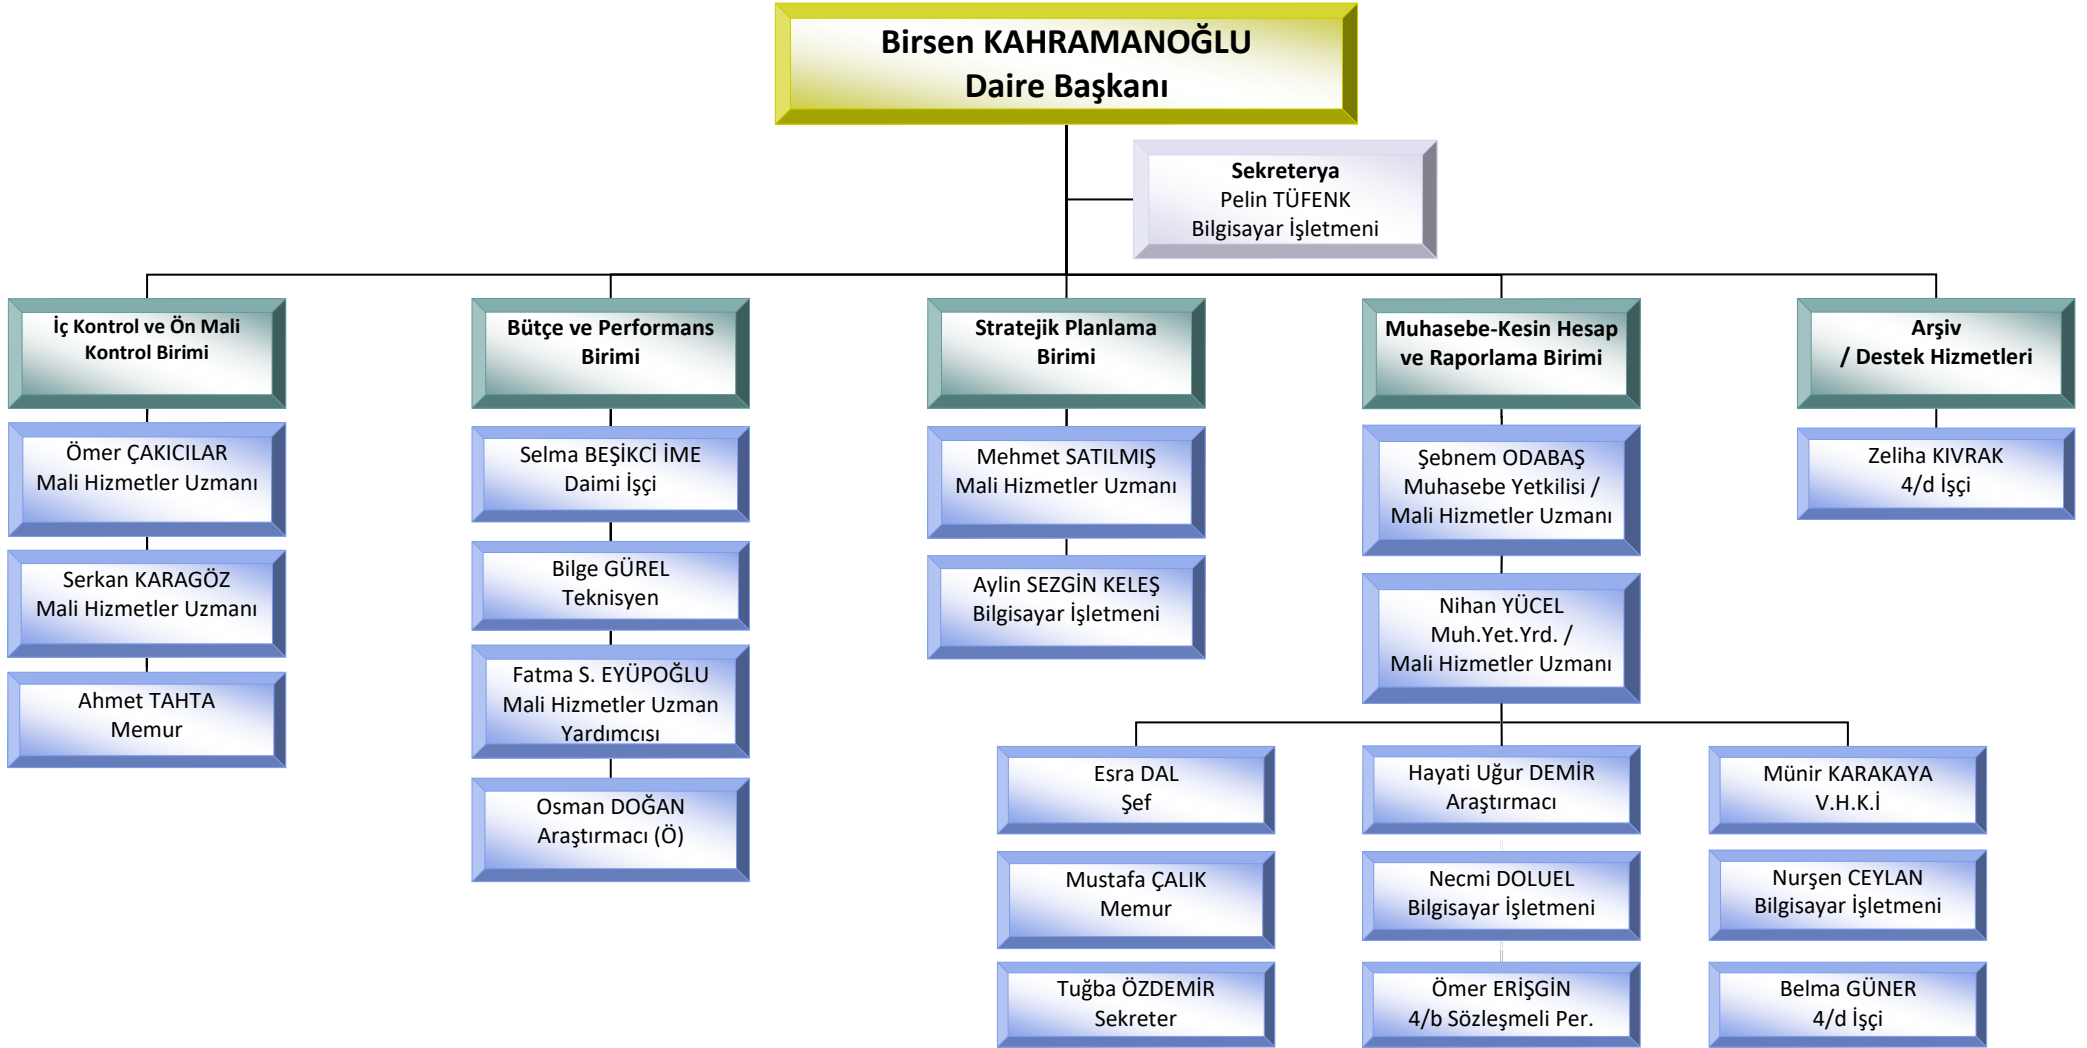 Birsen KAHRAMANOĞLU
Daire Başkanı
Sekreterya
Pelin TÜFENK
Bilgisayar İşletmeni
İç Kontrol ve Ön Mali
Kontrol Birimi
Ömer ÇAKICILAR
Mali Hizmetler Uzmanı
Serkan KARAGÖZ
Mali Hizmetler Uzmanı
Ahmet TAHTA
Memur
Bütçe ve Performans
Birimi
Selma BEŞİKCİ İME
Daimi İşçi
Bilge GÜREL
Teknisyen
Fatma S. EYÜPOĞLU
Mali Hizmetler Uzman
Yardımcısı
Osman DOĞAN
Araştırmacı (Ö)
Stratejik Planlama
Birimi
Mehmet SATILMIŞ
Mali Hizmetler Uzmanı
Aylin SEZGİN KELEŞ
Bilgisayar İşletmeni
Muhasebe-Kesin Hesap
ve Raporlama Birimi
Şebnem ODABAŞ
Muhasebe Yetkilisi /
Mali Hizmetler Uzmanı
Nihan YÜCEL
Muh.Yet.Yrd. /
Mali Hizmetler Uzmanı
Esra DAL
Şef
Mustafa ÇALIK
Memur
Tuğba ÖZDEMİR
Sekreter
Hayati Uğur DEMİR
Araştırmacı
Necmi DOLUEL
Bilgisayar İşletmeni
Ömer ERİŞGİN
4/b Sözleşmeli Per.
Münir KARAKAYA
V.H.K.İ
Nurşen CEYLAN
Bilgisayar İşletmeni
Belma GÜNER
4/d İşçi
Arşiv
/ Destek Hizmetleri
Zeliha KIVRAK
4/d İşçi